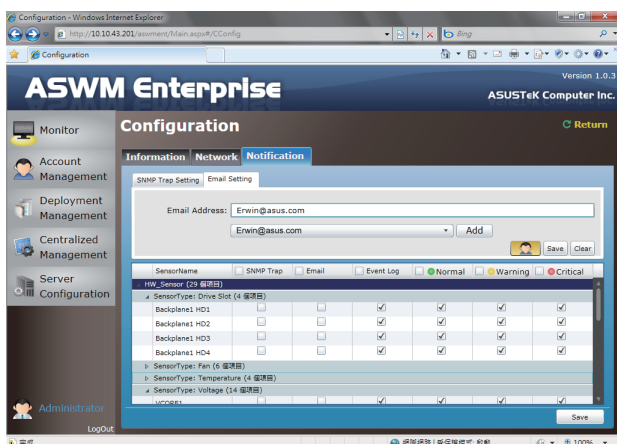 Configuration - Windows Internet Explorer
http://10.10.43.201/aswment/Main.aspx#/CConfig
Bing
Configuration
Version 1.0.3
ASWM Enterprise
ASUSTeK Computer Inc.
Monitor
Account Management
Deployment Management
Centralized Management
Server Configuration
Administrator
LogOut
Configuration
Return
Information Network Notification
SNMP Trap Setting Email Setting
Email Address: Erwin@asus.com
Erwin@asus.com Add
Save Clear
SensorName SNMP Trap Email Event Log Normal Warning Critical
HW_Sensor (29 個項目)
SensorType: Drive Slot (4 個項目)
Backplane1 HD1
Backplane1 HD2
Backplane1 HD3
Backplane1 HD4
SensorType: Fan (6 個項目)
SensorType: Temperature (4 個項目)
SensorType: Voltage (14 個項目)
VCORE1
Save
完成
100%